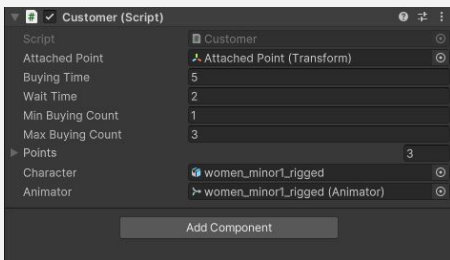 Customer (Script)
Script Customer
Attached Point Attached Point (Transform)
Buying Time 5
Wait Time 2
Min Buying Count 1
Max Buying Count 3
Points 3
Character women_minor1_rigged
Animator women_minor1_rigged (Animator)
Add Component